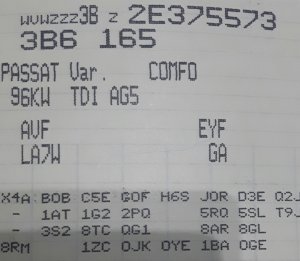 WVWZZZ3B Z 2E375573
3B6 165
PASSAT Var. COMFO
96KW TDI AG5
AVF EYF
LA7W GA
X4A B0B C5E G0F H6S J0R D3E Q2J
- 1AT 1G2 2PQ 5RQ 5SL T9J
- 3S2 8TC QG1 8AR 8GL
8RM 1ZC 0JK 0YE 1BA 0GE